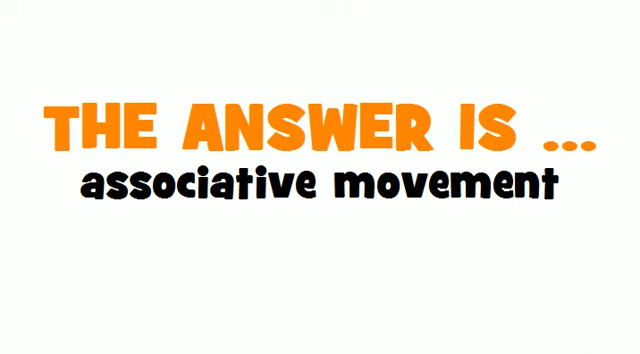 THE ANSWER IS ...
associative movement